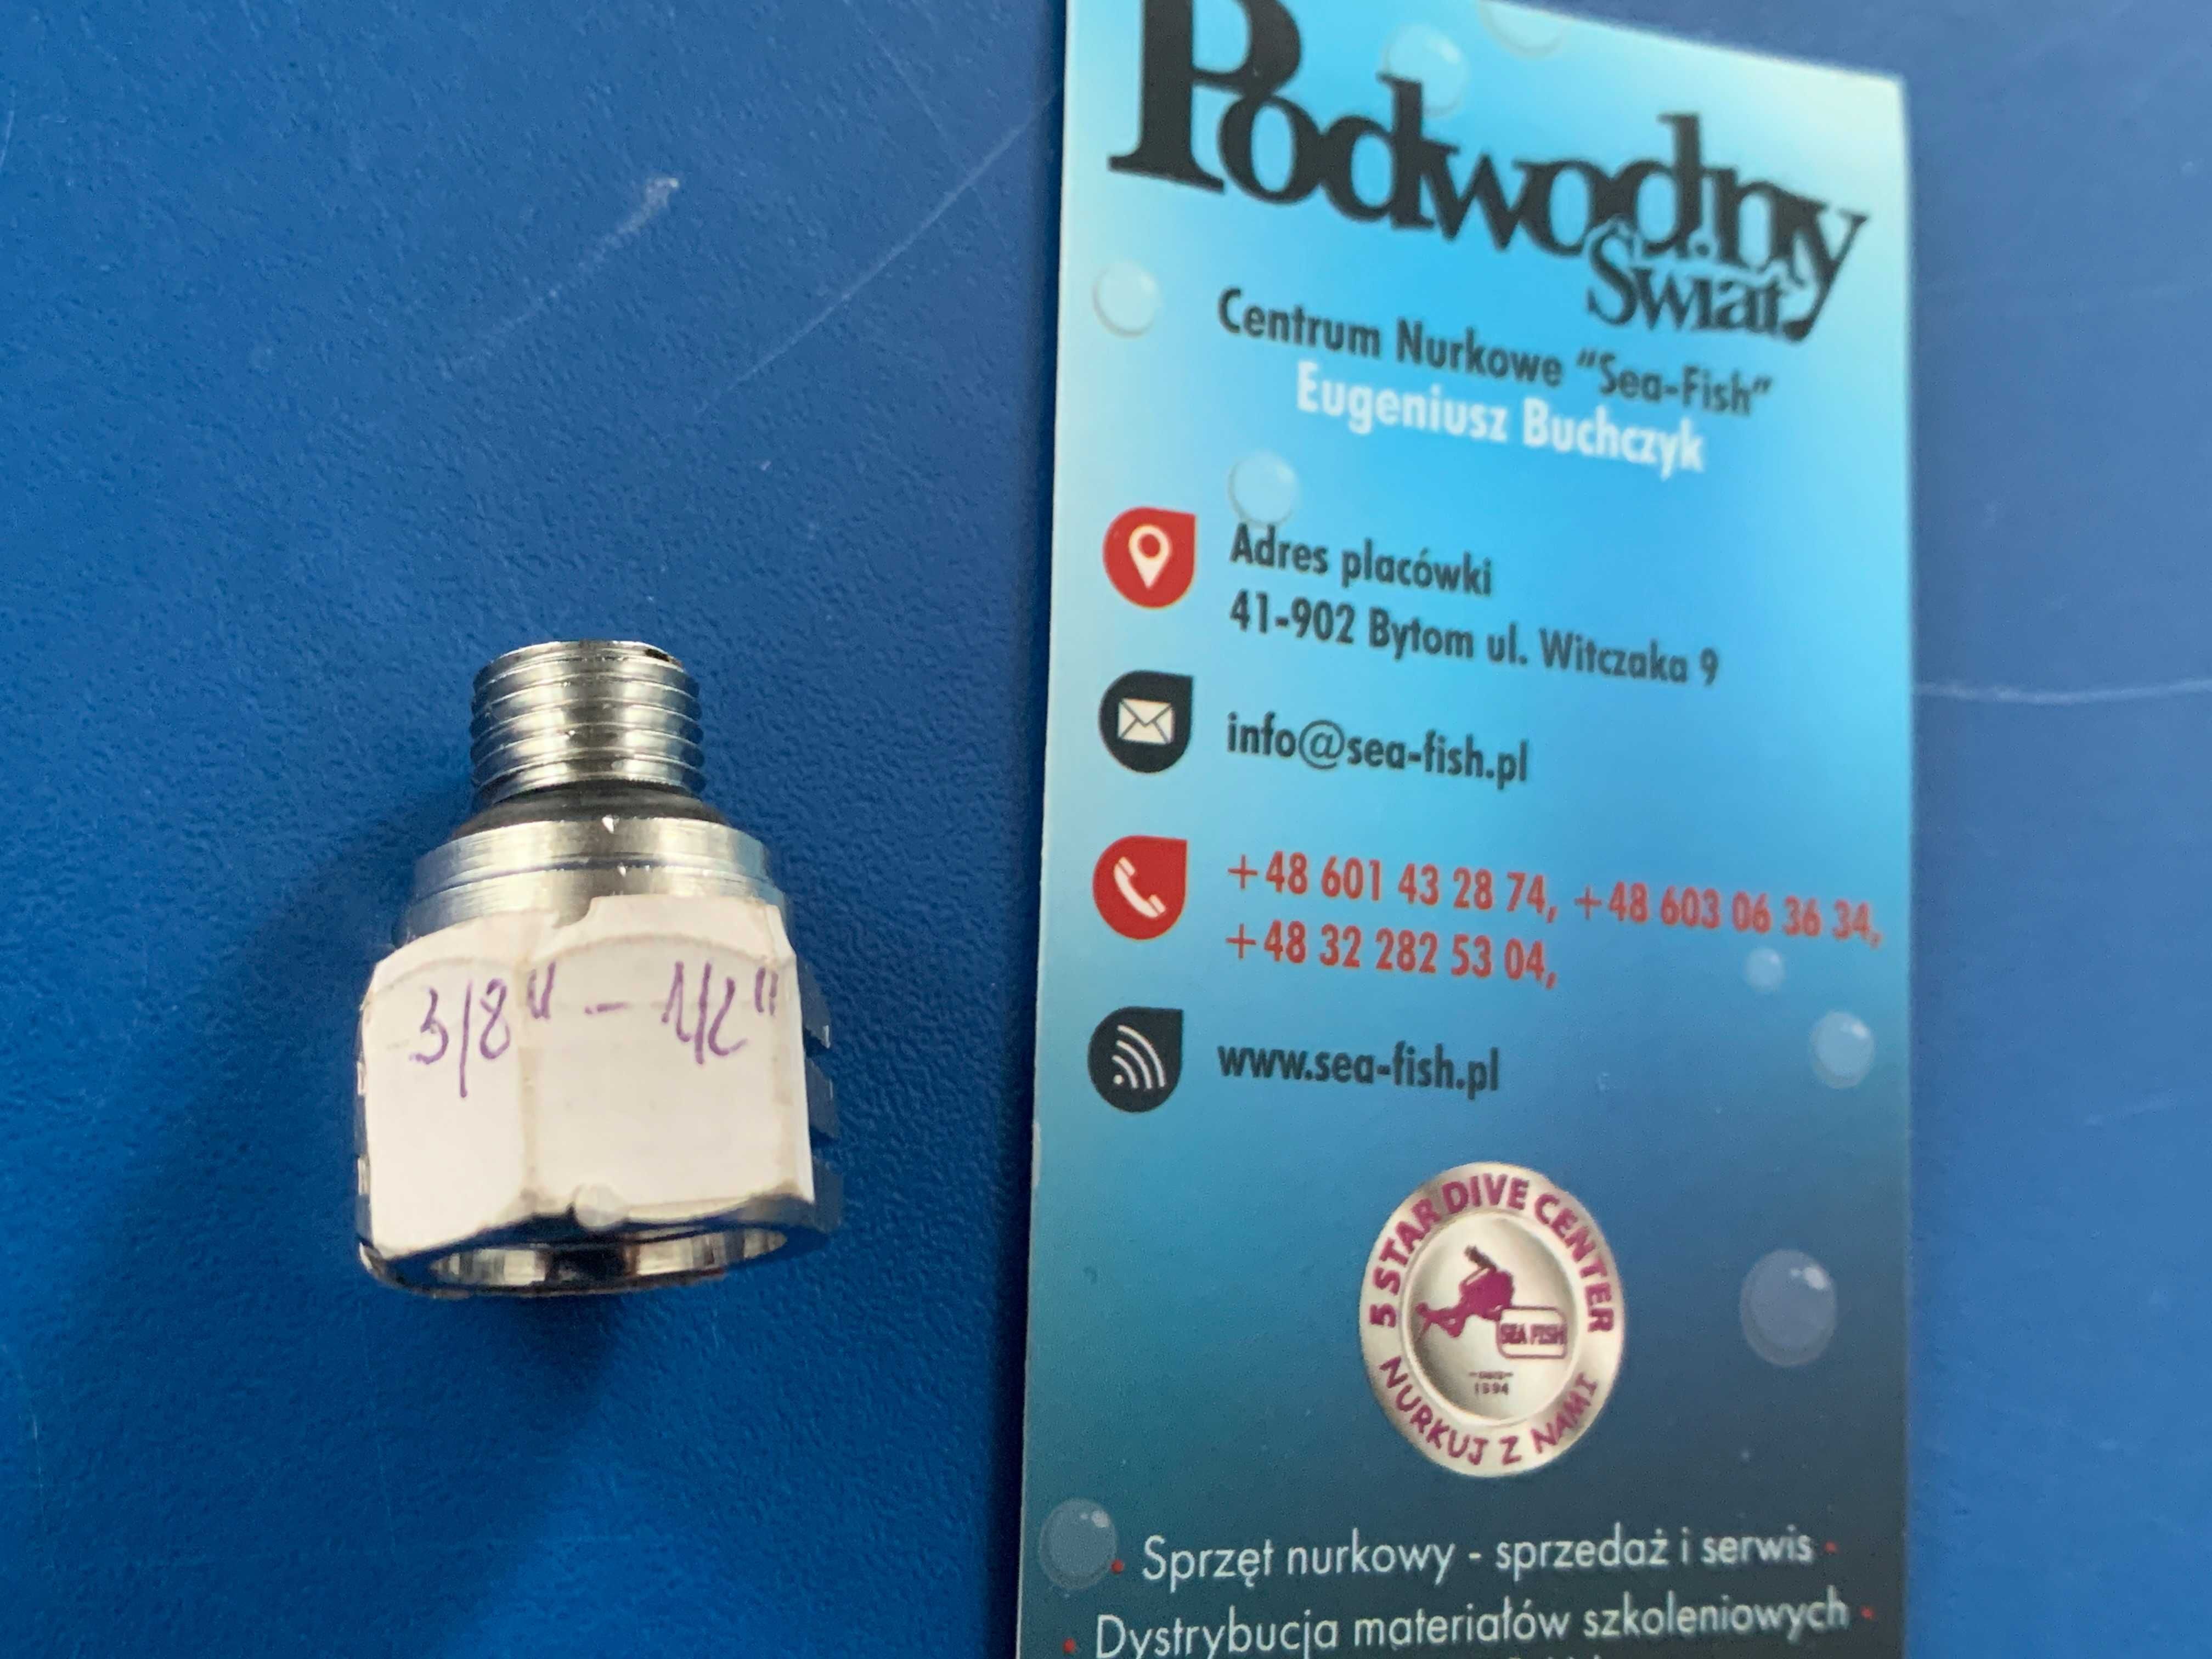 3/8" - 1/2"
Podwodny
Świat
Centrum Nurkowe "Sea-Fish"
Eugeniusz Buchczyk
Adres placówki
41-902 Bytom ul. Witczaka 9
info@sea-fish.pl
+48 601 43 28 74, +48 603 06 36 34,
+48 32 282 53 04,
www.sea-fish.pl
5 STAR DIVE CENTER
SEA FISH
1994
NURKUJ Z NAMI
• Sprzęt nurkowy - sprzedaż i serwis •
• Dystrybucja materiałów szkoleniowych •